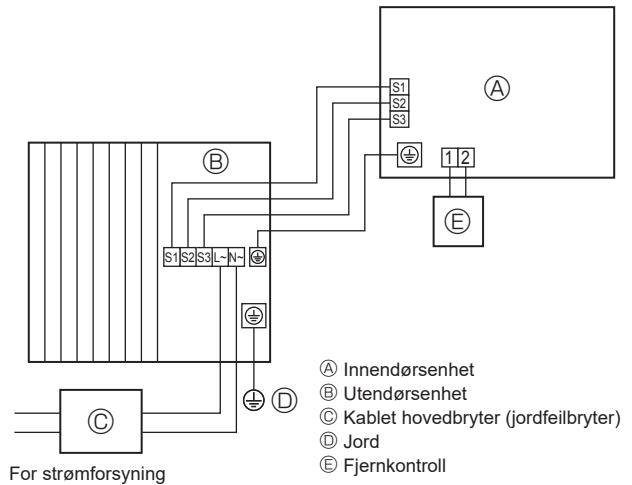 Ⓐ
S1
S2
S3
1 2
Ⓔ
Ⓑ
S1 S2 S3 L~ N~
Ⓓ
Ⓒ
For strømforsyning
Ⓐ Innendørsenhet
Ⓑ Utendørsenhet
Ⓒ Kablet hovedbryter (jordfeilbryter)
Ⓓ Jord
Ⓔ Fjernkontroll